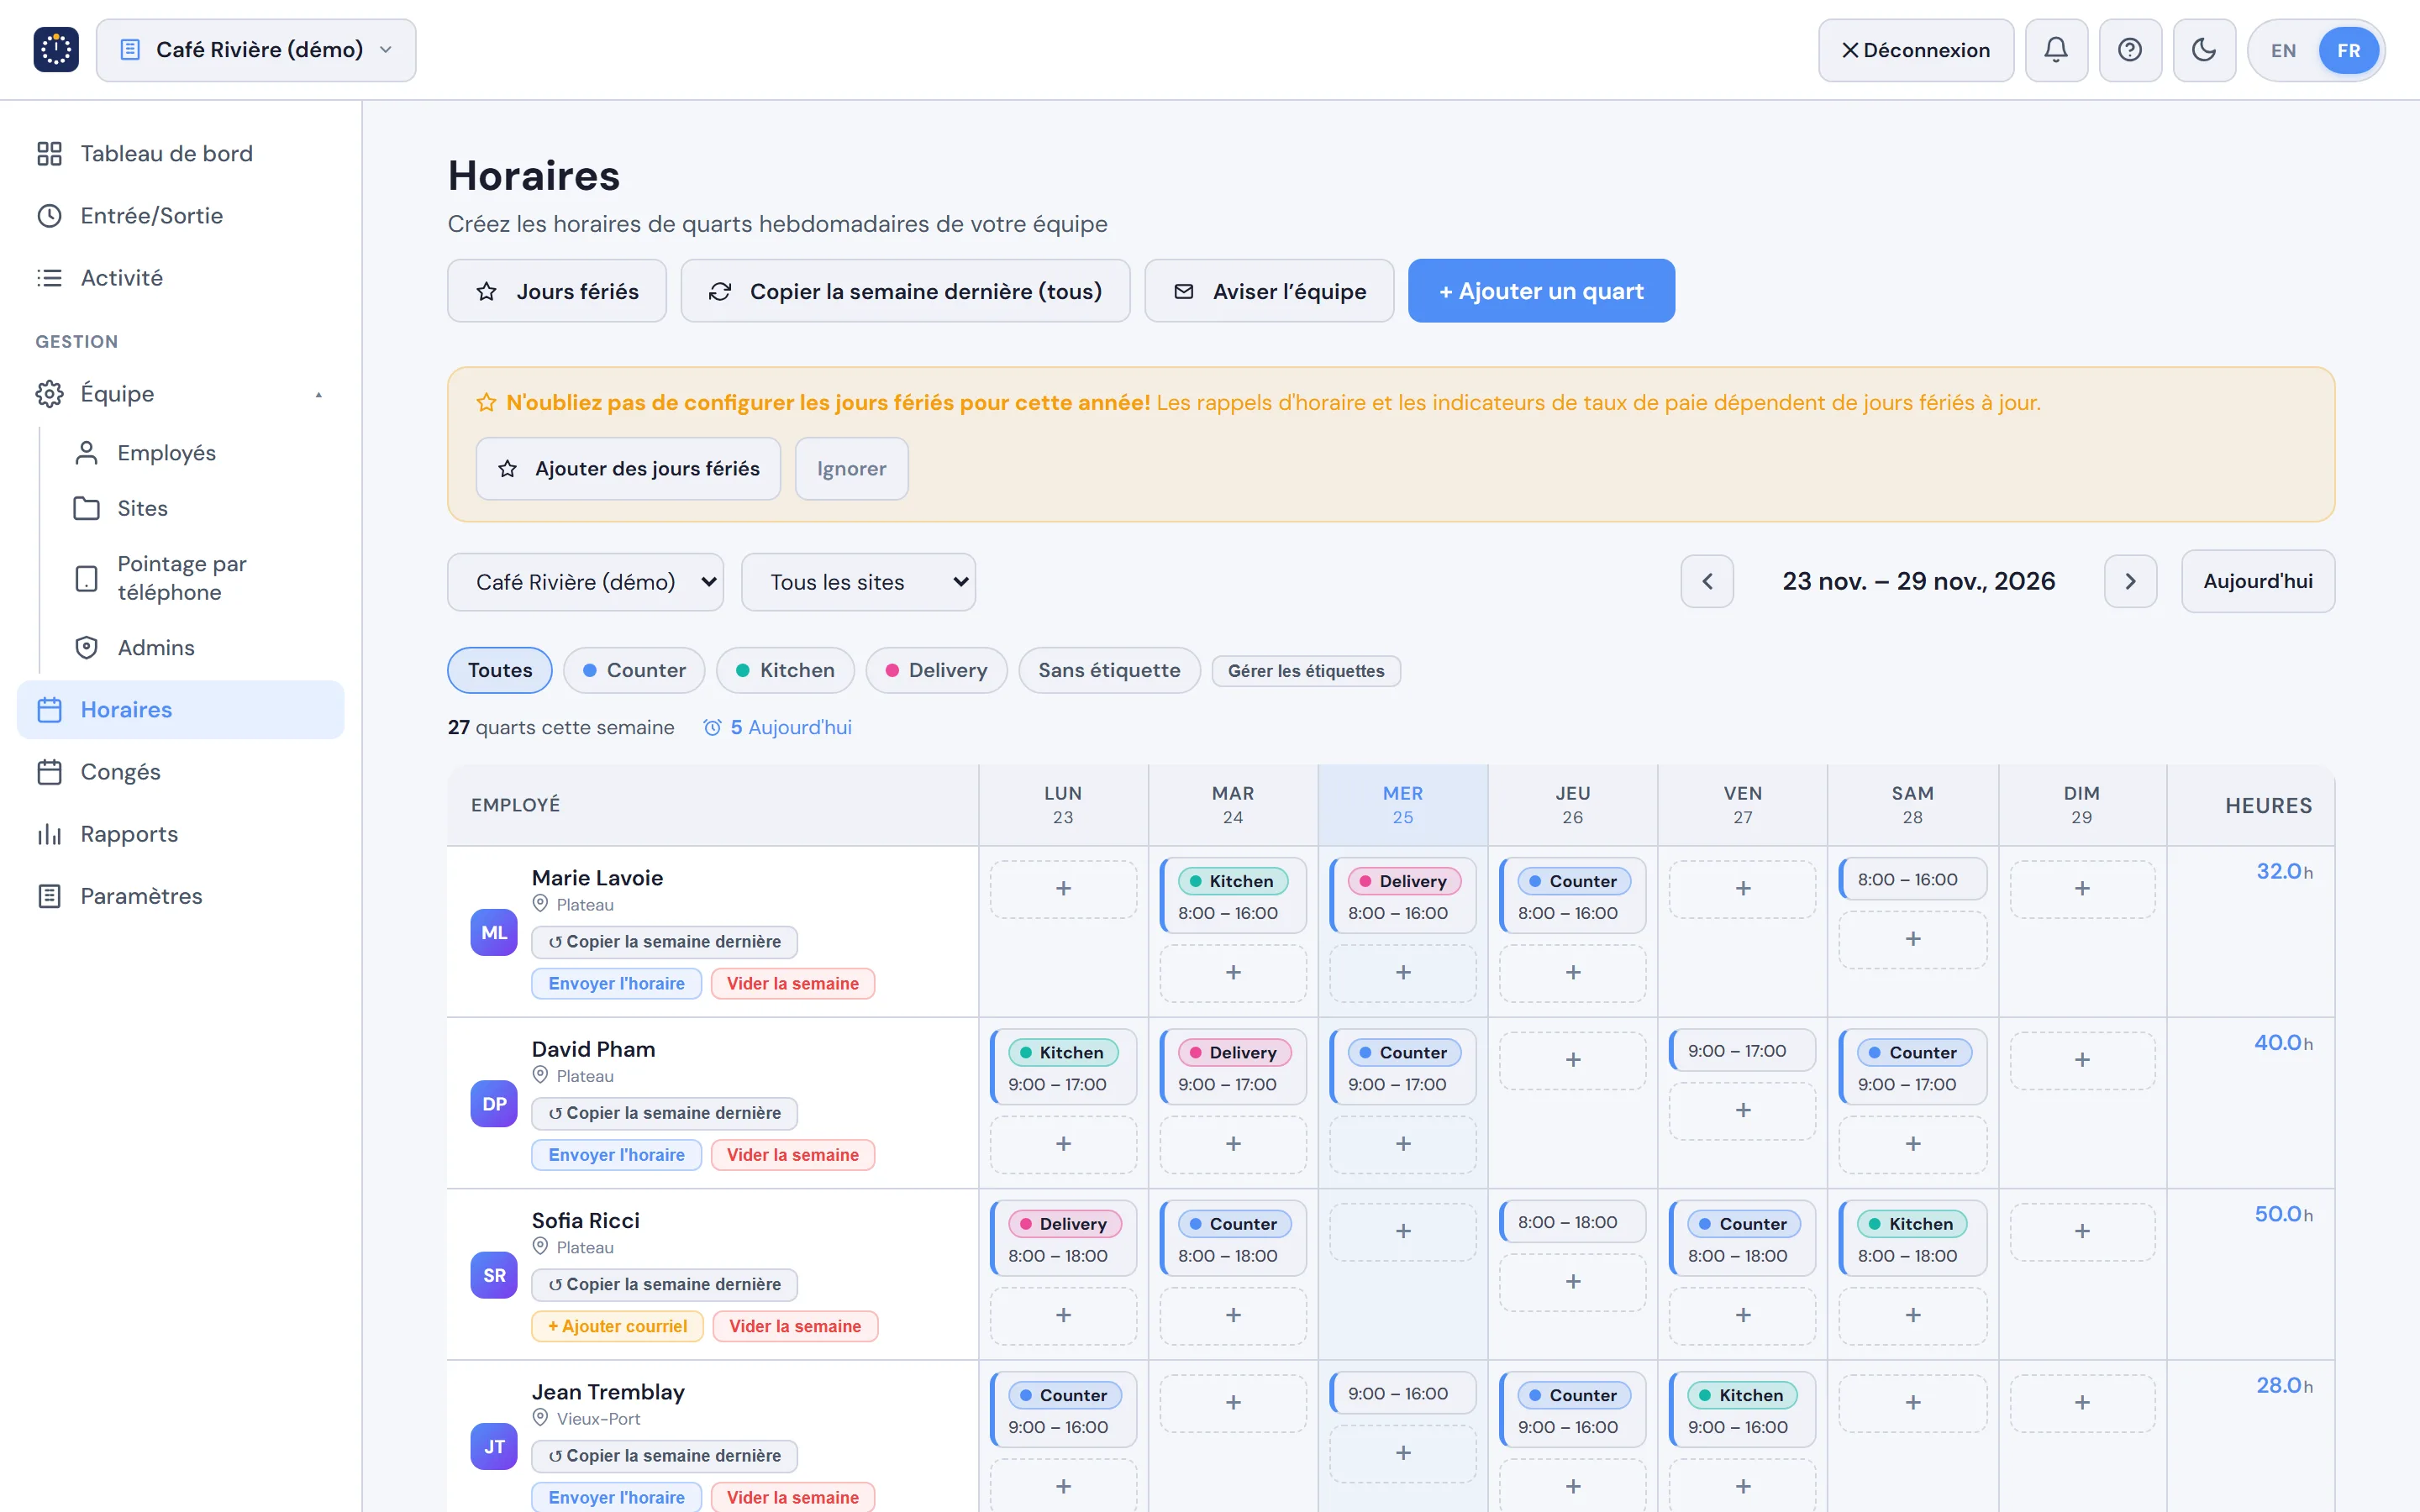 Café Rivière (démo)
Déconnexion
EN FR
Tableau de bord
Entrée/Sortie
Activité
GESTION
Équipe
Employés
Sites
Pointage par
téléphone
Admins
Horaires
Congés
Rapports
Paramètres
Horaires
Créez les horaires de quarts hebdomadaires de votre équipe
Jours fériés
Copier la semaine dernière (tous)
Aviser l’équipe
+ Ajouter un quart
N'oubliez pas de configurer les jours fériés pour cette année! Les rappels d'horaire et les indicateurs de taux de paie dépendent de jours fériés à jour.
Ajouter des jours fériés
Ignorer
Café Rivière (démo)
Tous les sites
23 nov. – 29 nov., 2026
Aujourd'hui
Toutes
Counter
Kitchen
Delivery
Sans étiquette
Gérer les étiquettes
27 quarts cette semaine
5 Aujourd'hui
EMPLOYÉ
LUN
23
MAR
24
MER
25
JEU
26
VEN
27
SAM
28
DIM
29
HEURES
ML
Marie Lavoie
Plateau
↺ Copier la semaine dernière
Envoyer l'horaire
Vider la semaine
+
Kitchen
8:00 – 16:00
+
Delivery
8:00 – 16:00
+
Counter
8:00 – 16:00
+
+
8:00 – 16:00
+
+
32.0h
DP
David Pham
Plateau
↺ Copier la semaine dernière
Envoyer l'horaire
Vider la semaine
Kitchen
9:00 – 17:00
+
Delivery
9:00 – 17:00
+
Counter
9:00 – 17:00
+
+
9:00 – 17:00
+
Counter
9:00 – 17:00
+
+
40.0h
SR
Sofia Ricci
Plateau
↺ Copier la semaine dernière
+ Ajouter courriel
Vider la semaine
Delivery
8:00 – 18:00
+
Counter
8:00 – 18:00
+
+
8:00 – 18:00
+
Counter
8:00 – 18:00
+
Kitchen
8:00 – 18:00
+
+
50.0h
JT
Jean Tremblay
Vieux-Port
↺ Copier la semaine dernière
Envoyer l'horaire
Vider la semaine
Counter
9:00 – 16:00
+
+
9:00 – 16:00
+
Counter
9:00 – 16:00
+
Kitchen
9:00 – 16:00
+
+
+
28.0h